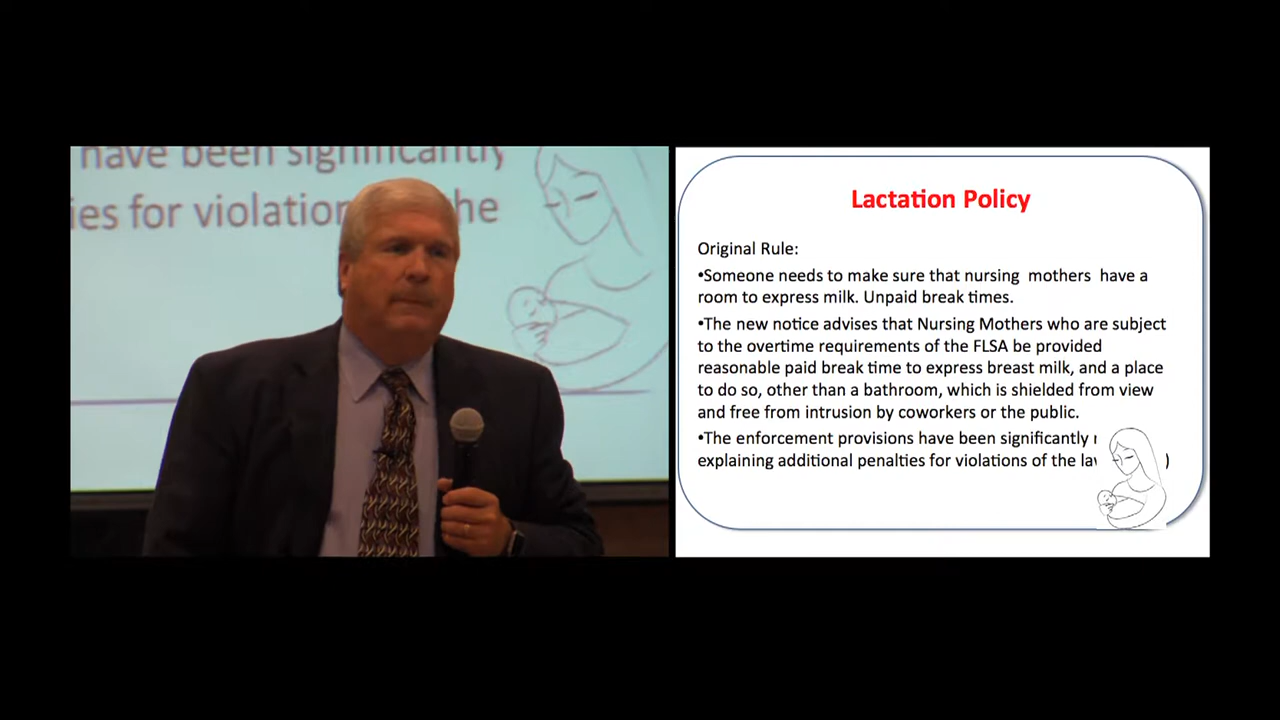 have been significantly
ies for violation the
Lactation Policy
Original Rule:
•Someone needs to make sure that nursing mothers have a
room to express milk. Unpaid break times.
•The new notice advises that Nursing Mothers who are subject
to the overtime requirements of the FLSA be provided
reasonable paid break time to express breast milk, and a place
to do so, other than a bathroom, which is shielded from view
and free from intrusion by coworkers or the public.
•The enforcement provisions have been significantly
explaining additional penalties for violations of the )